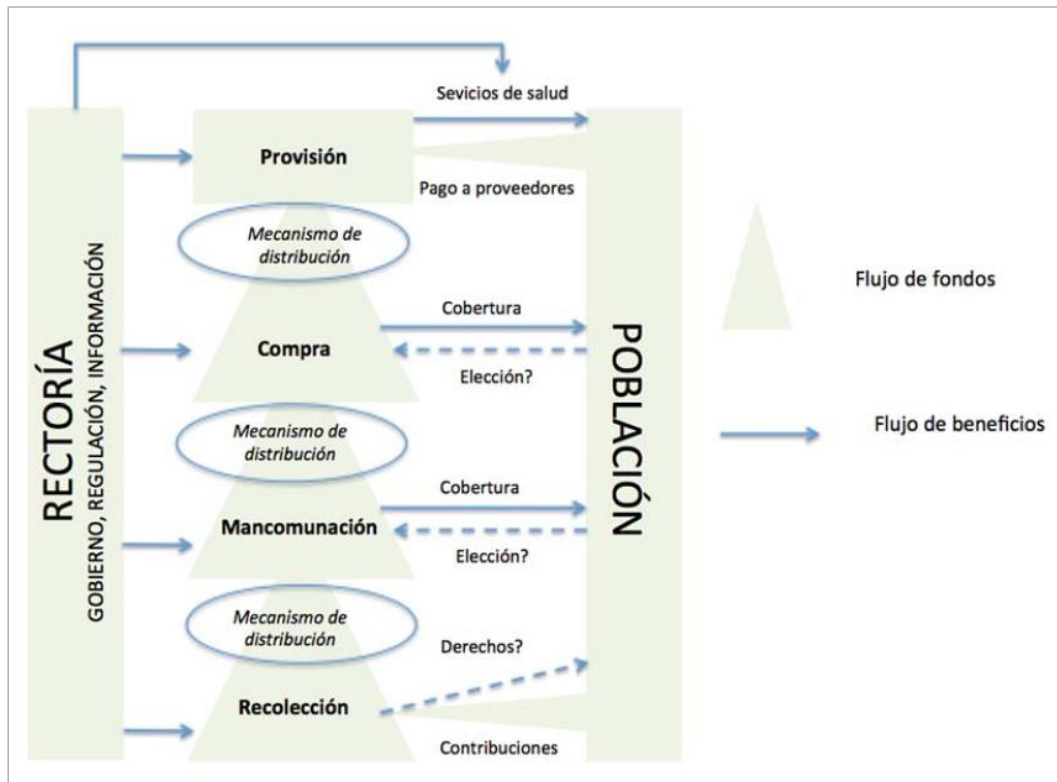 Sevicios de salud
Provisión
Pago a proveedores
Mecanismo de
distribución
Cobertura
Compra
Elección?
Mecanismo de
distribución
Cobertura
Mancomunación
Elección?
Mecanismo de
distribución
Derechos?
Recolección
Contribuciones
RECTORÍA
GOBIERNO, REGULACIÓN, INFORMACIÓN
POBLACIÓN
Flujo de fondos
Flujo de beneficios